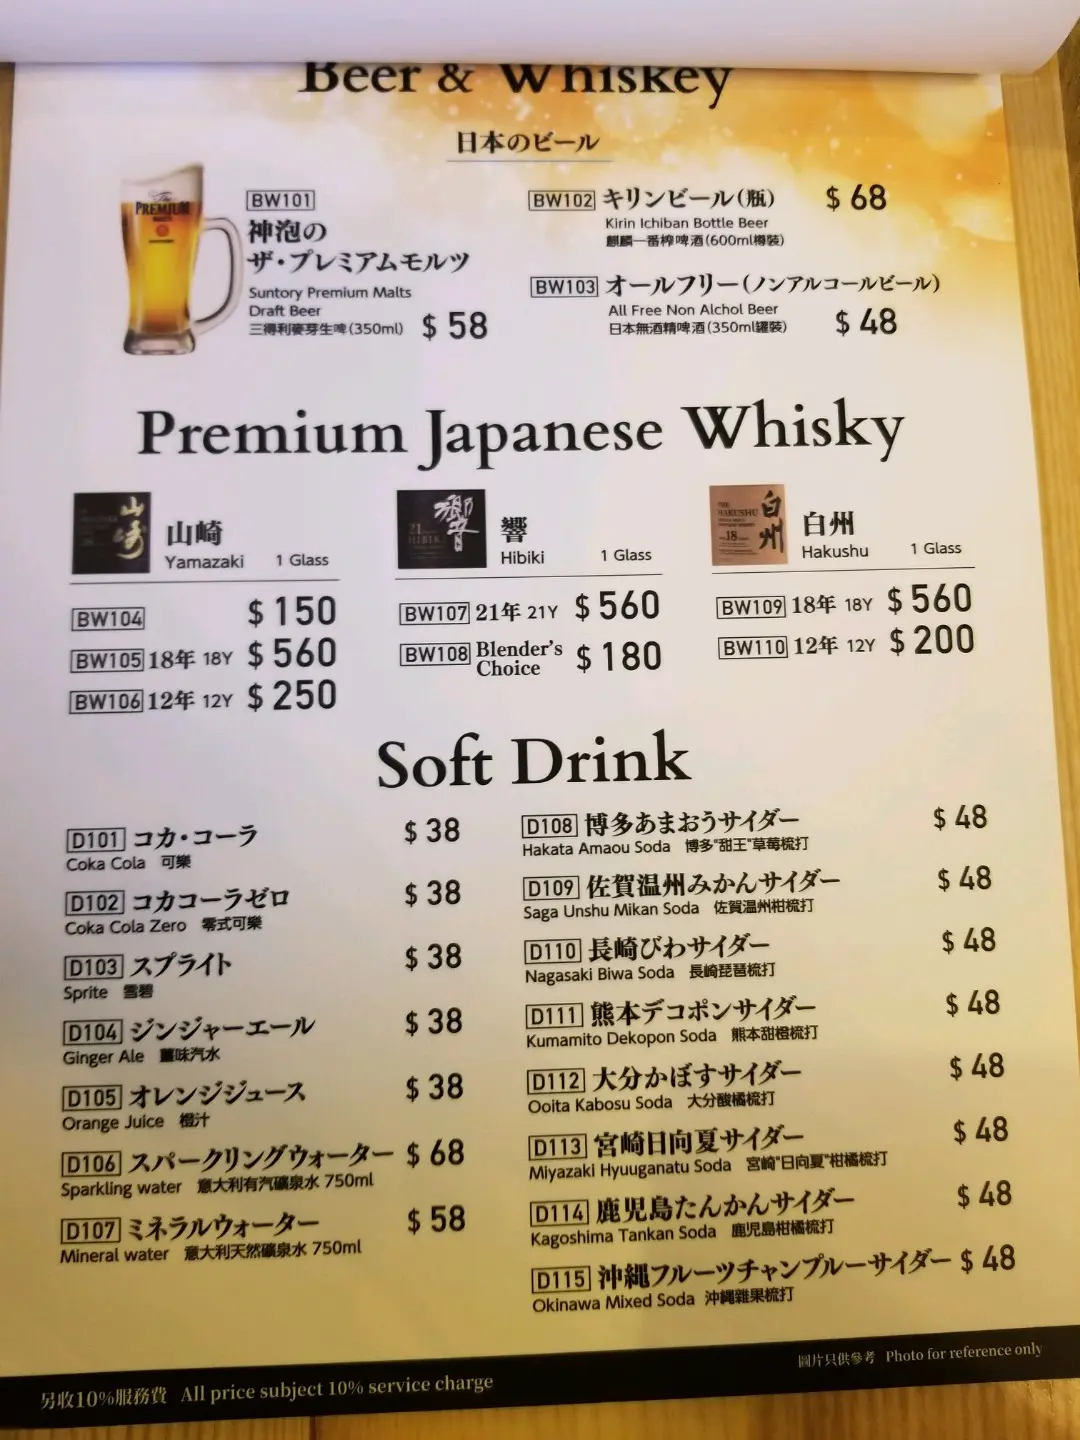 Beer & Whiskey
日本のビール
The
PREMIUM
MALT'S
BW101
神泡の
ザ・プレミアムモルツ
Suntory Premium Malts
Draft Beer
三得利麥芽生啤(350ml) $ 58
BW102 キリンビール(瓶) $ 68
Kirin Ichiban Bottle Beer
麒麟一番榨啤酒(600ml樽裝)
BW103 オールフリー(ノンアルコールビール)
All Free Non Alchol Beer
日本無酒精啤酒(350ml罐裝) $ 48
Premium Japanese Whisky
山崎
山崎
Yamazaki 1 Glass
BW104 $ 150
BW105 18年 18Y $ 560
BW106 12年 12Y $ 250
響
21
HIBIKI
響
Hibiki 1 Glass
BW107 21年 21Y $ 560
BW108 Blender's
Choice $ 180
白州
THE
HAKUSHU
18
白州
Hakushu 1 Glass
BW109 18年 18Y $ 560
BW110 12年 12Y $ 200
Soft Drink
D101 コカ・コーラ $ 38
Coka Cola 可樂
D102 コカコーラゼロ $ 38
Coka Cola Zero 零式可樂
D103 スプライト $ 38
Sprite 雪碧
D104 ジンジャーエール $ 38
Ginger Ale 薑味汽水
D105 オレンジジュース $ 38
Orange Juice 橙汁
D106 スパークリングウォーター $ 68
Sparkling water 意大利有汽礦泉水 750ml
D107 ミネラルウォーター $ 58
Mineral water 意大利天然礦泉水 750ml
D108 博多あまおうサイダー $ 48
Hakata Amaou Soda 博多"甜王"草莓梳打
D109 佐賀温州みかんサイダー $ 48
Saga Unshu Mikan Soda 佐賀溫州柑梳打
D110 長崎びわサイダー $ 48
Nagasaki Biwa Soda 長崎琵琶梳打
D111 熊本デコポンサイダー $ 48
Kumamito Dekopon Soda 熊本甜橙梳打
D112 大分かぼすサイダー $ 48
Ooita Kabosu Soda 大分酸橘梳打
D113 宮崎日向夏サイダー $ 48
Miyazaki Hyuuganatu Soda 宮崎"日向夏"柑橘梳打
D114 鹿児島たんかんサイダー $ 48
Kagoshima Tankan Soda 鹿児島柑橘梳打
D115 沖縄フルーツチャンプルーサイダー $ 48
Okinawa Mixed Soda 沖縄雜果梳打
圖片只供參考 Photo for reference only
另收10%服務費 All price subject 10% service charge